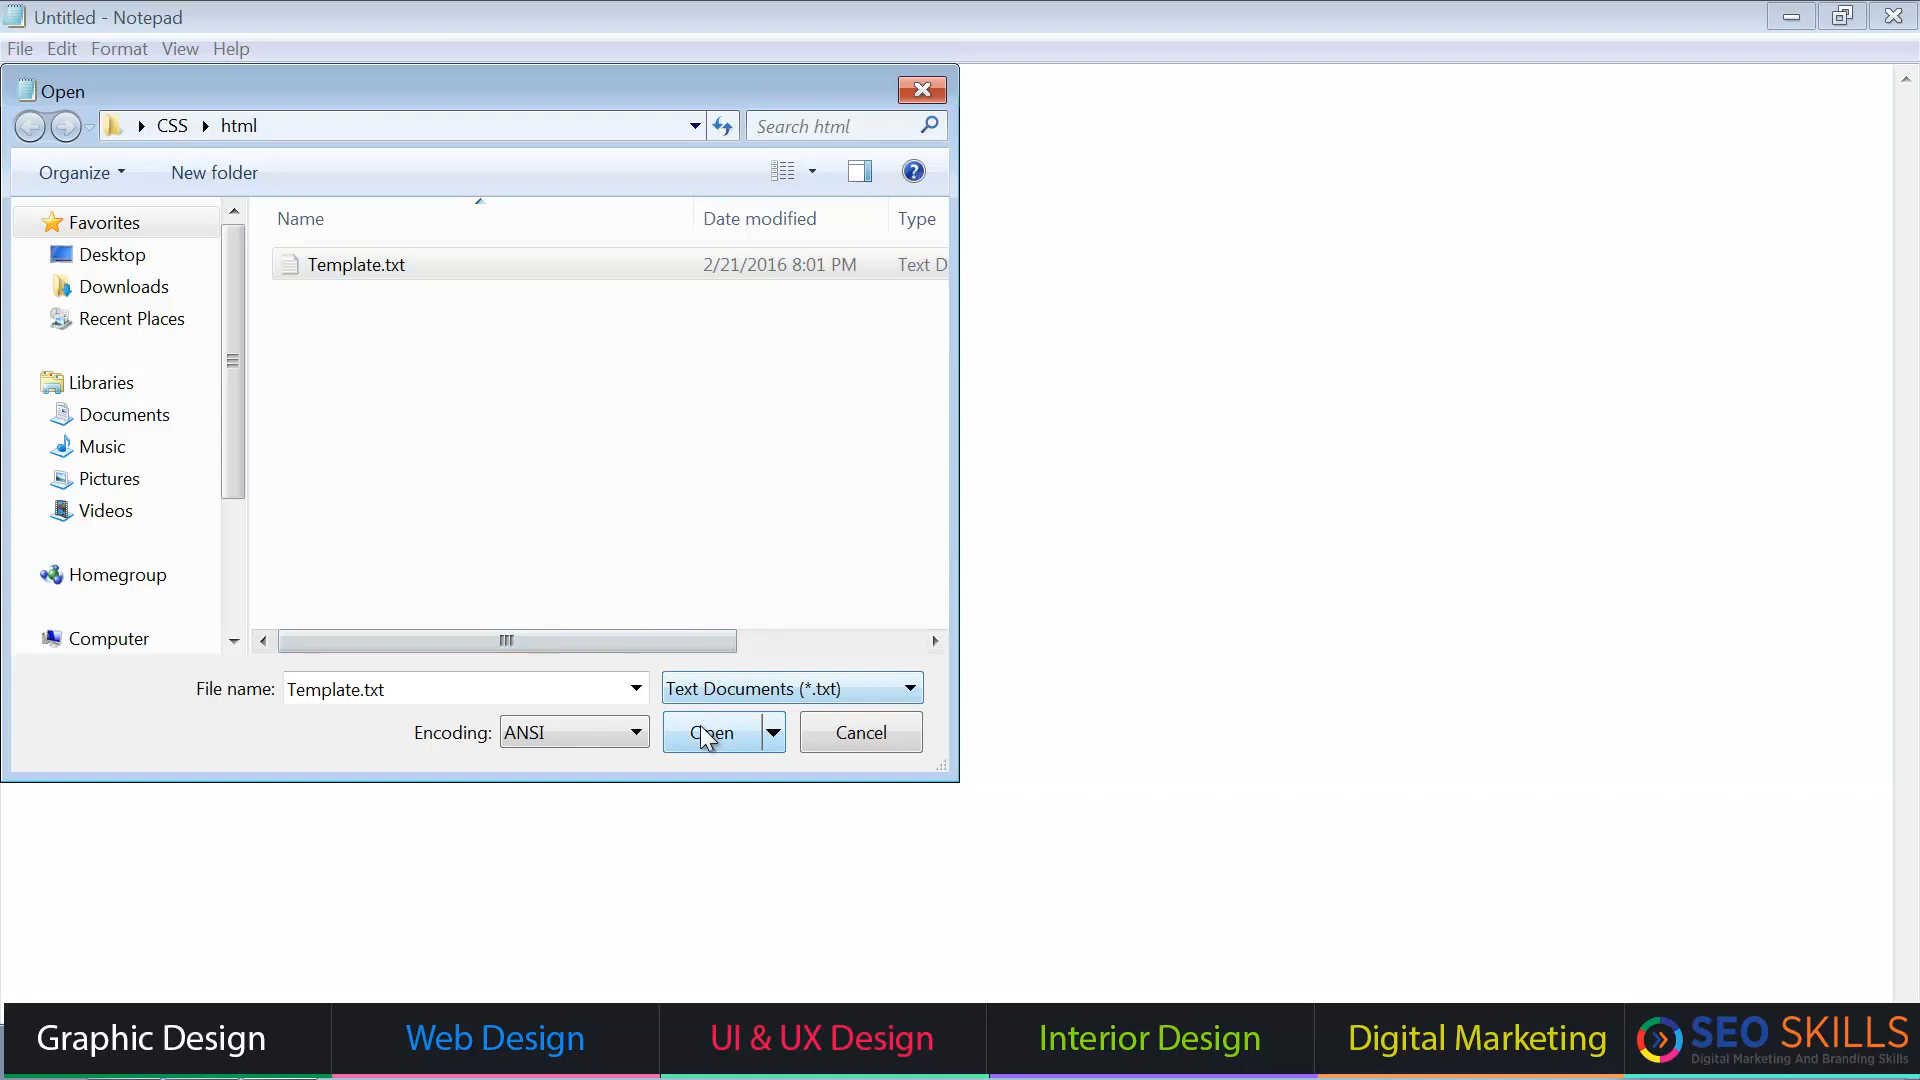 Untitled - Notepad
File Edit Format View Help
Open
CSS html
Search html
Organize New folder
Name Date modified Type
Favorites
Template.txt 2/21/2016 8:01 PM Text D
Desktop
Downloads
Recent Places
Libraries
Documents
Music
Pictures
Videos
Homegroup
Computer
File name: Template.txt Text Documents (*.txt)
Encoding: ANSI Open Cancel
Graphic Design Web Design UI & UX Design Interior Design Digital Marketing SEO SKILLS
Digital Marketing And Branding Skills